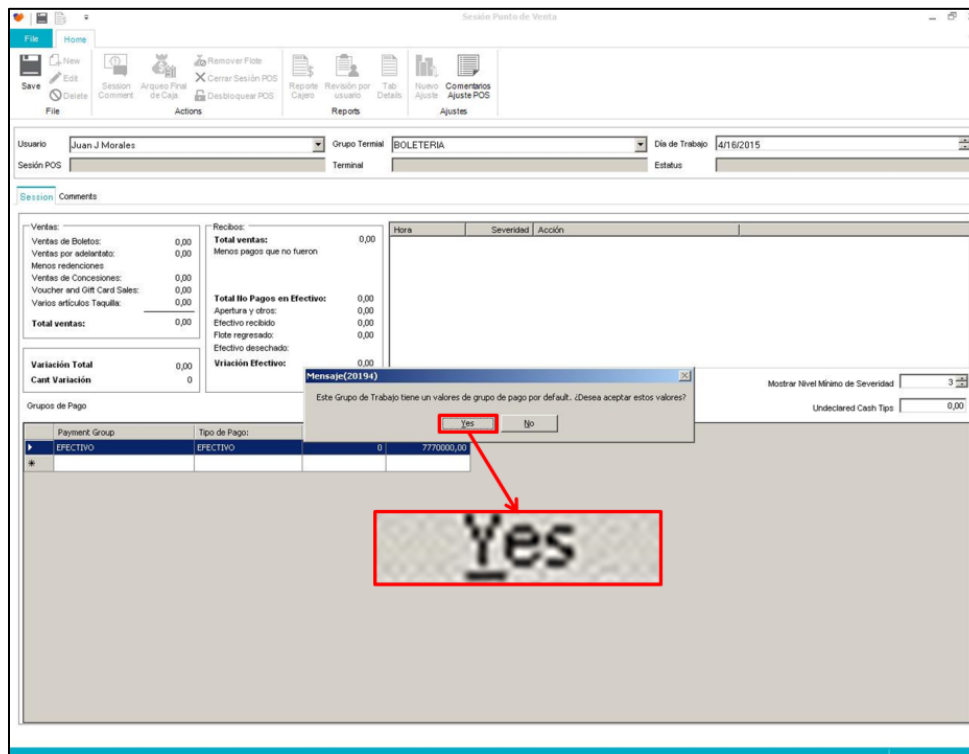 Sesión Punto de Venta
File Home
Save
New
Edit
Delete
File
Session Comment
Arqueo Final de Caja
Remover Flote
Cerrar Sesión POS
Desbloquear POS
Actions
Reporte Cajero
Revisión por usuario
Tab Details
Reports
Nuevo Ajuste
Comentarios Ajuste POS
Ajustes
Usuario Juan J Morales Grupo Termial BOLETERIA Día de Trabajo 4/16/2015
Sesión POS Terminal Estatus
Session Comments
Ventas:
Ventas de Boletos: 0,00
Ventas por adelantato: 0,00
Menos redenciones
Ventas de Concesiones: 0,00
Voucher and Gift Card Sales: 0,00
Varios artículos Taquilla: 0,00
Total ventas: 0,00
Variación Total 0,00
Cant Variación 0
Recibos:
Total ventas: 0,00
Menos pagos que no fueron
Total No Pagos en Efectivo: 0,00
Apertura y otros: 0,00
Efectivo recibido 0,00
Flote regresado: 0,00
Efectivo desechado:
Vriación Efectivo: 0,00
Hora Severidad Acción
Mensaje(20194)
Este Grupo de Trabajo tiene un valores de grupo de pago por default. ¿Desea aceptar estos valores?
Yes No
Mostrar Nivel Mínimo de Severidad 3
Undeclared Cash Tips 0,00
Grupos de Pago
Payment Group Tipo de Pago:
EFECTIVO EFECTIVO 0 7770000,00
Yes